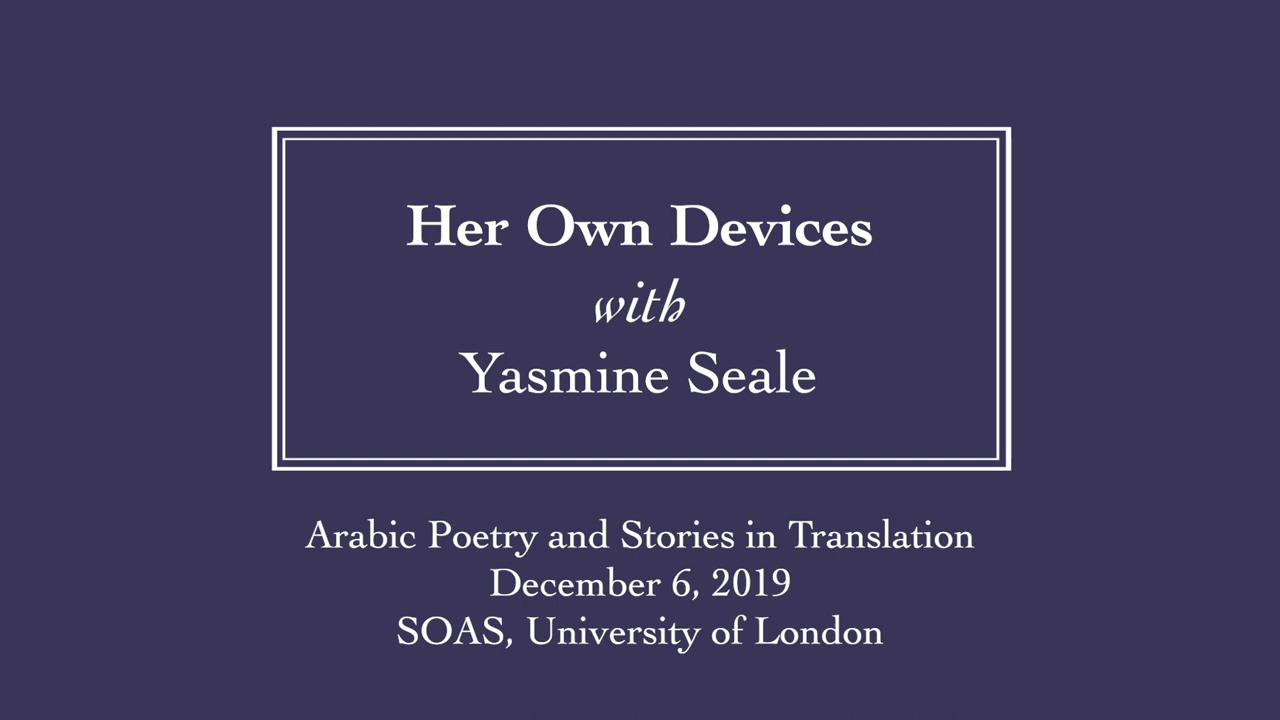 Her Own Devices
with
Yasmine Seale
Arabic Poetry and Stories in Translation
December 6, 2019
SOAS, University of London